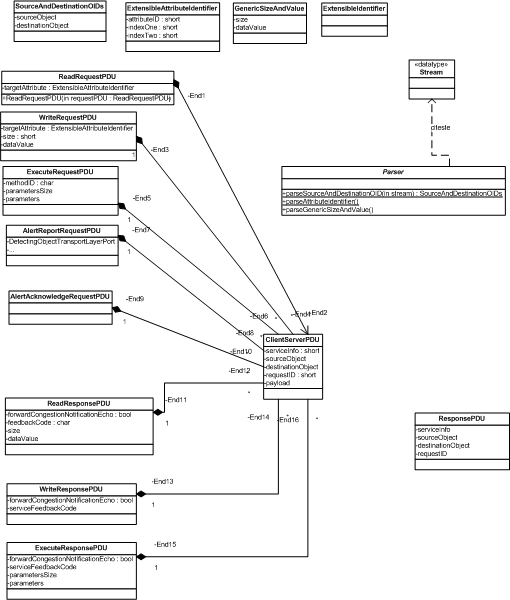 SourceAndDestinationOIDs
-sourceObject
-destinationObject
ExtensibleAttributeIdentifier
-attributeID : short
-indexOne : short
-indexTwo : short
GenericSizeAndValue
-size
-dataValue
ExtensibleIdentifier
ReadRequestPDU
-targetAttribute : ExtensibleAttributeIdentifier
+ReadRequestPDU(in requestPDU : ReadRequestPDU)
-End1
«datatype»
Stream
WriteRequestPDU
-targetAttribute : ExtensibleAttributeIdentifier
-size : short
-dataValue
1
-End3
Parser
+parseSourceAndDestinationOID(in stream) : SourceAndDestinationOIDs
+parseAttributeIdentifier()
+parseGenericSizeAndValue()
ExecuteRequestPDU
-methodID : char
-parametersSize
-parameters
-End5
1
AlertReportRequestPDU
-DetectingObjectTransportLayerPort
-...
-End7
1
AlertAcknowledgeRequestPDU
-End9
1
-End6
*
-End4
-End2
-End8
*
-End10
-End12
*
ClientServerPDU
-serviceInfo : short
-sourceObject
-destinationObject
-requestID : short
-payload
ReadResponsePDU
-forwardCongestionNotificationEcho : bool
-feedbackCode : char
-size
-dataValue
-End11
1
-End14
*
-End16
*
ResponsePDU
-serviceInfo
-sourceObject
-destinationObject
-requestID
WriteResponsePDU
-forwardCongestionNotificationEcho : bool
-serviceFeedbackCode
-End13
1
ExecuteResponsePDU
-forwardCongestionNotificationEcho : bool
-serviceFeedbackCode
-parametersSize
-parameters
-End15
1